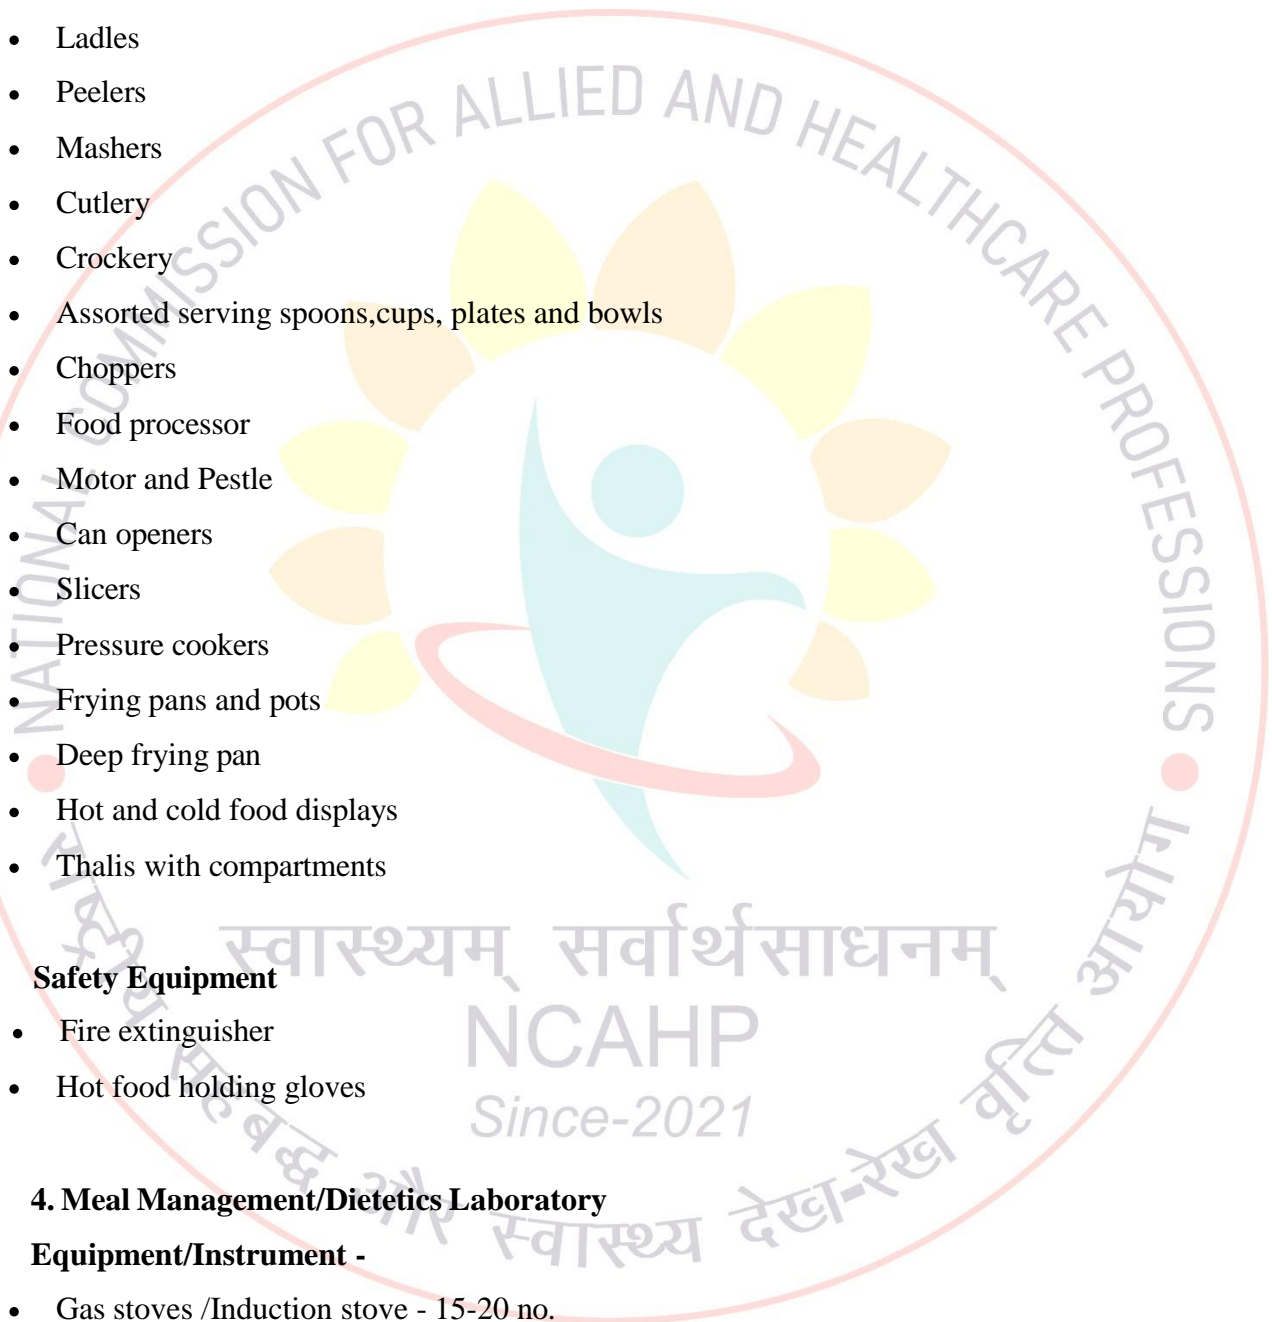 • Ladles
• Peelers
• Mashers
• Cutlery
• Crockery
• Assorted serving spoons,cups, plates and bowls
• Choppers
• Food processor
• Motor and Pestle
• Can openers
• Slicers
• Pressure cookers
• Frying pans and pots
• Deep frying pan
• Hot and cold food displays
• Thalis with compartments
Safety Equipment
• Fire extinguisher
• Hot food holding gloves
4. Meal Management/Dietetics Laboratory
Equipment/Instrument -
• Gas stoves /Induction stove - 15-20 no.
NATIONAL COMMISSION FOR ALLIED AND HEALTHCARE PROFESSIONS
स्वास्थ्यम् सर्वार्थसाधनम्
NCAHP
Since-2021
राष्ट्रीय सहबद्ध और स्वास्थ्य देख-रेख वृत्ति आयोग